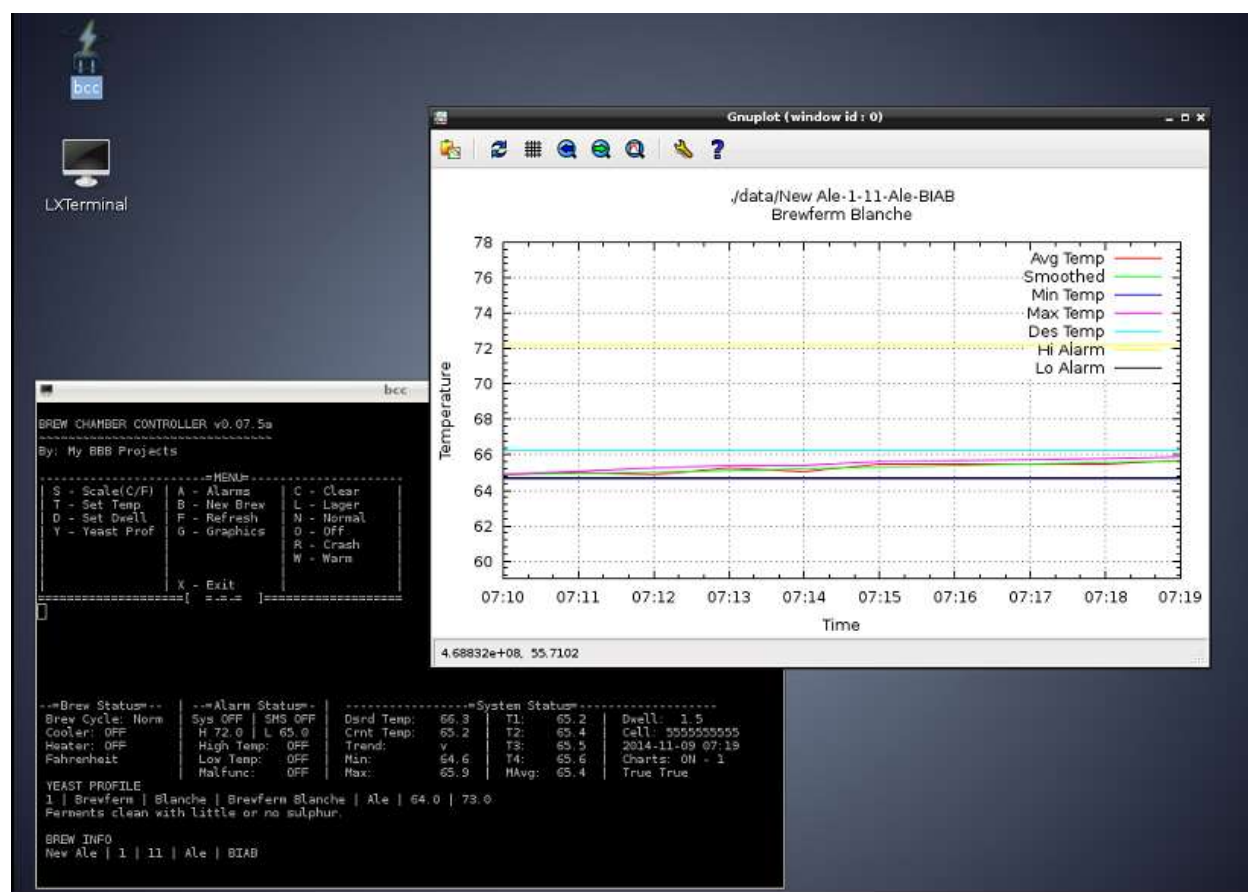 bcc
LXTerminal
Gnuplot (window id : 0)
./data/New Ale-1-11-Ale-BIAB
Brewferm Blanche
78
76
74
72
70
68
66
64
62
60
Temperature
Avg Temp
Smoothed
Min Temp
Max Temp
Des Temp
Hi Alarm
Lo Alarm
07:10 07:11 07:12 07:13 07:14 07:15 07:16 07:17 07:18 07:19
Time
4.68832e+08, 55.7102
bcc
BREW CHAMBER CONTROLLER v0.07.5a
~~~~~~~~~~~~~~~~~~~~~~~~~~~~~~~~
By: My BBB Projects
-----------------------=MENU=---------------------
| S - Scale(C/F) | A - Alarms | C - Clear |
| T - Set Temp | B - New Brew | L - Lager |
| D - Set Dwell | F - Refresh | N - Normal |
| Y - Yeast Prof | G - Graphics | O - Off |
| | | R - Crash |
| | | W - Warm |
| | X - Exit | |
====================[ =-=-= ]===================
--=Brew Status=-- | --=Alarm Status=- | -----------------=System Status=-------------------
Brew Cycle: Norm | Sys OFF | SMS OFF | Dsrd Temp: 66.3 | T1: 65.2 | Dwell: 1.5
Cooler: OFF | H 72.0 | L 65.0 | Crnt Temp: 65.2 | T2: 65.4 | Cell: 5555555555
Heater: OFF | High Temp: OFF | Trend: v | T3: 65.5 | 2014-11-09 07:19
Fahrenheit | Low Temp: OFF | Min: 64.6 | T4: 65.6 | Charts: ON - 1
| Malfunc: OFF | Max: 65.9 | MAvg: 65.4 | True True
YEAST PROFILE
1 | Brewferm | Blanche | Brewferm Blanche | Ale | 64.0 | 73.0
Ferments clean with little or no sulphur.
BREW INFO
New Ale | 1 | 11 | Ale | BIAB